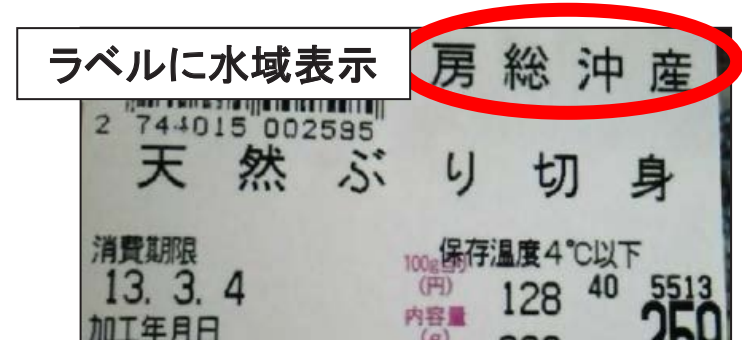 ラベルに水域表示
房総沖産
2 744015 002595
天然ぶり切身
消費期限
保存温度4℃以下
13. 3. 4
100g当り
(円)
128
40
5513
加工年月日
内容量
(g)